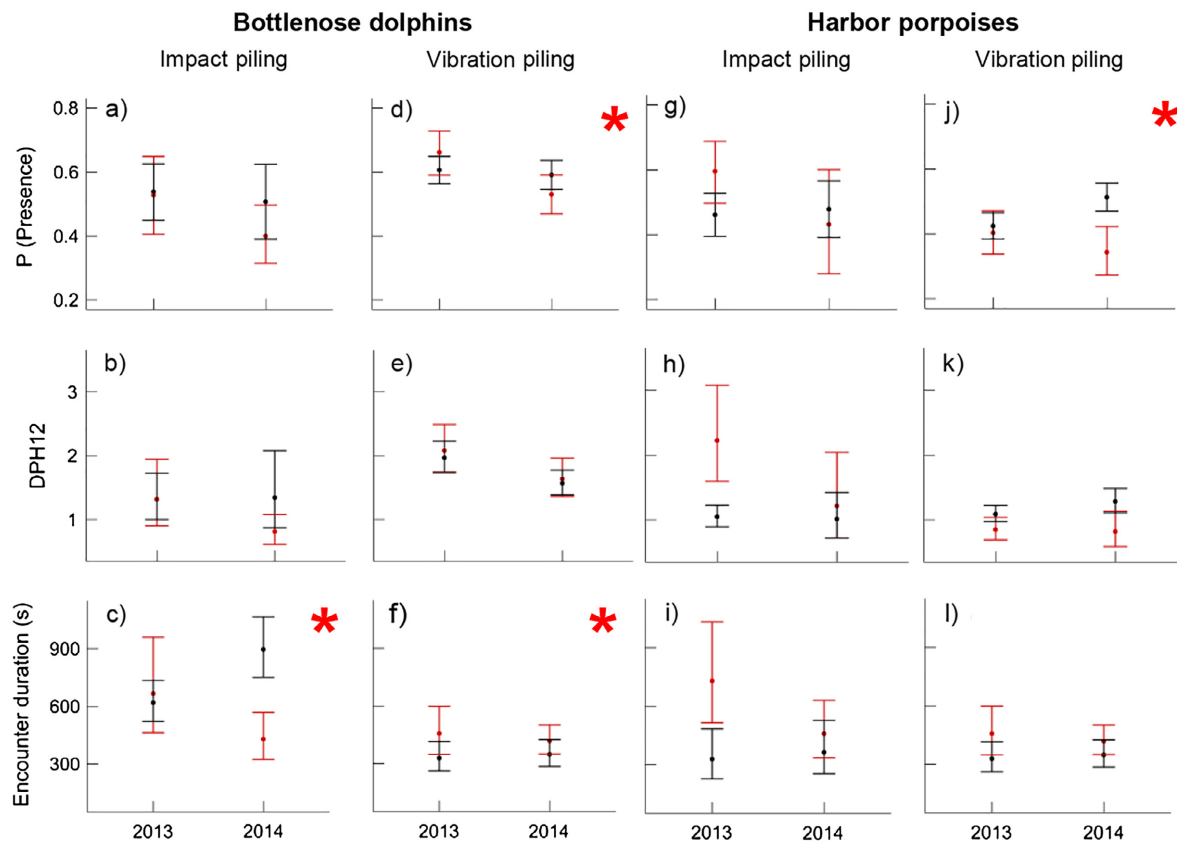 Bottlenose dolphins Harbor porpoises
Impact piling Vibration piling Impact piling Vibration piling
a) d) * g) j) *
0.8
0.6
0.4
0.2
P (Presence)
b) e) h) k)
3
2
1
DPH12
c) * f) * i) l)
900
600
300
Encounter duration (s)
2013 2014 2013 2014 2013 2014 2013 2014